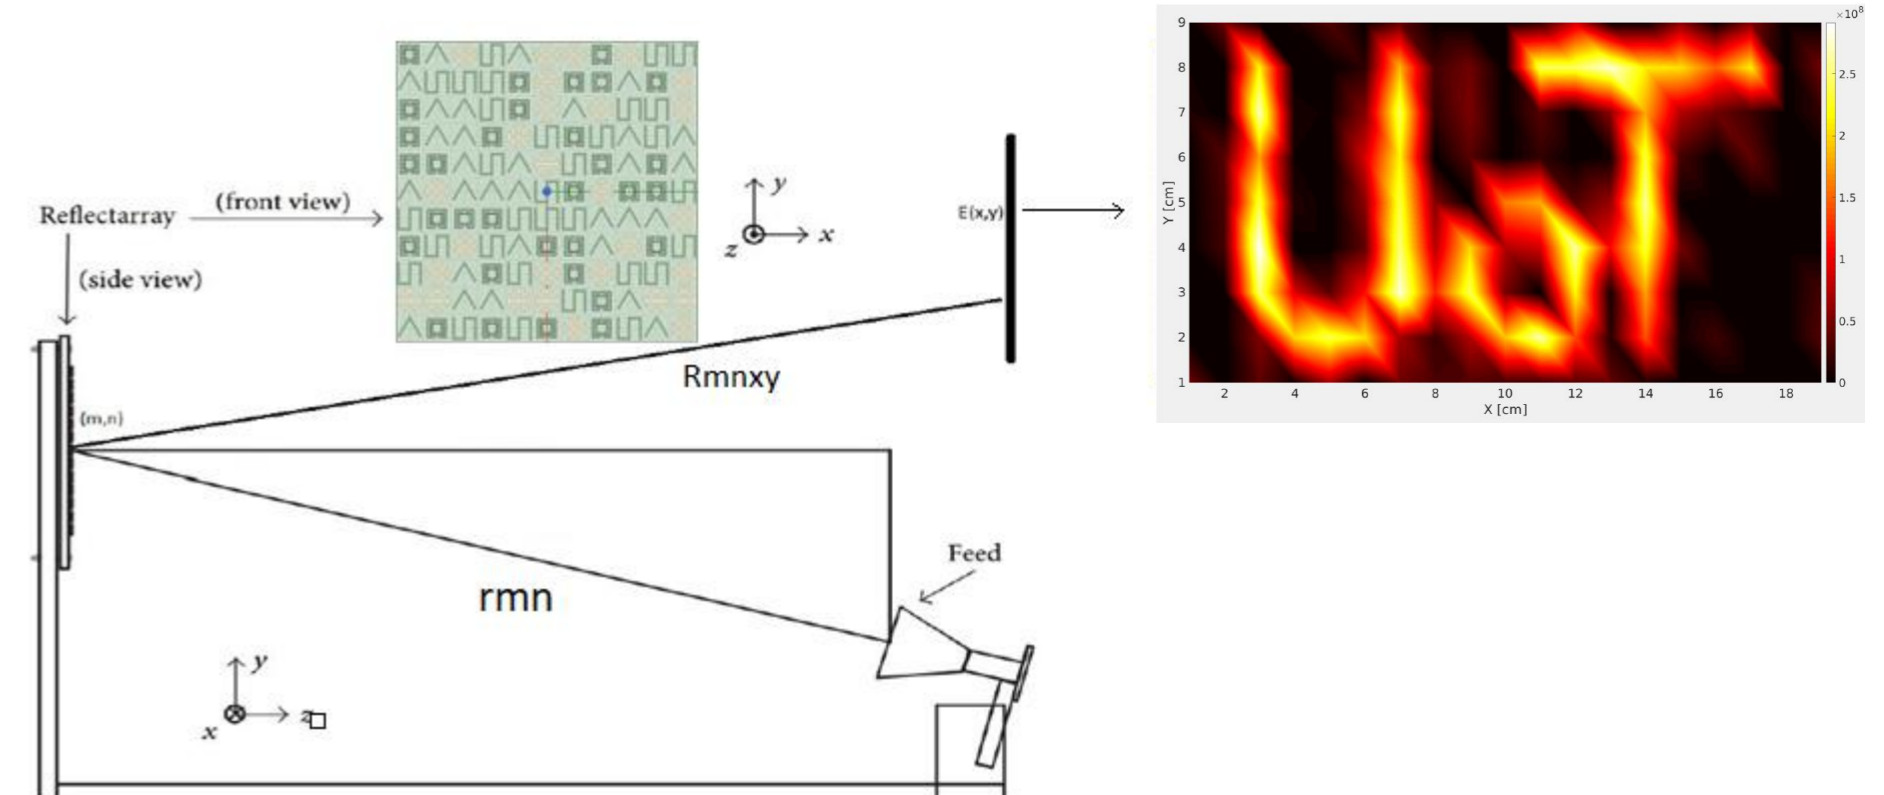 Reflectarray
(front view)
(side view)
y
x
z
E(x,y)
Rmnxy
(m,n)
rmn
Feed
y
z
x
×10⁸
9
8
7
6
5
4
3
2
1
Y [cm]
2 4 6 8 10 12 14 16 18
X [cm]
2.5
2
1.5
1
0.5
0